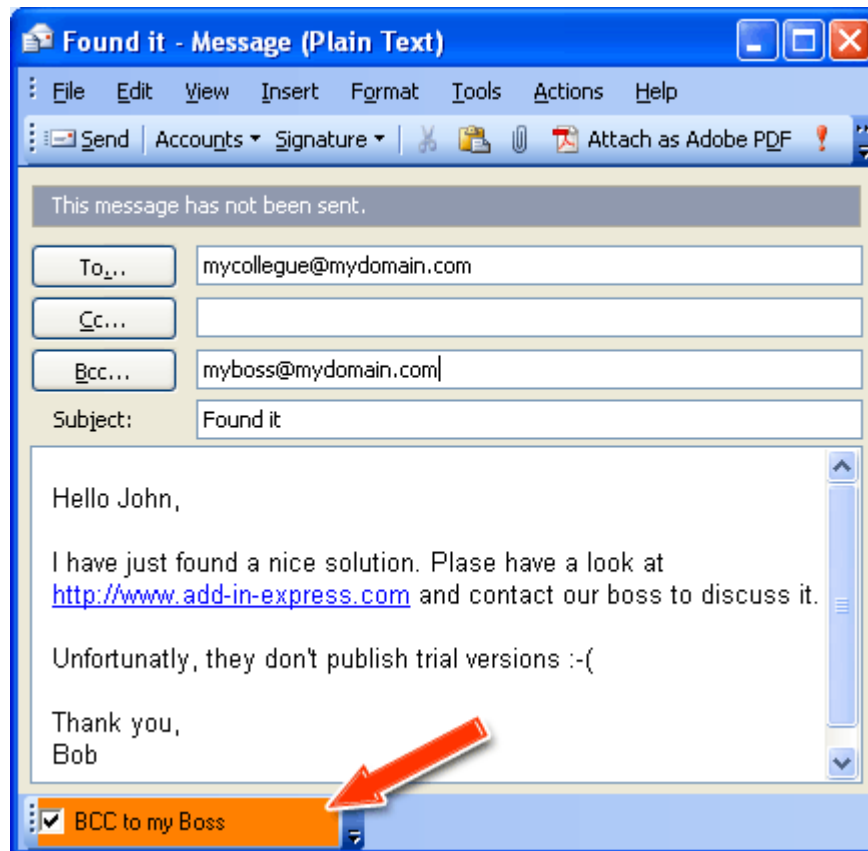 Found it - Message (Plain Text)
File Edit View Insert Format Tools Actions Help
Send Accounts Signature Attach as Adobe PDF
This message has not been sent.
To... mycollegue@mydomain.com
Cc...
Bcc... myboss@mydomain.com
Subject: Found it
Hello John,
I have just found a nice solution. Plase have a look at
http://www.add-in-express.com and contact our boss to discuss it.
Unfortunatly, they don't publish trial versions :-(
Thank you,
Bob
BCC to my Boss